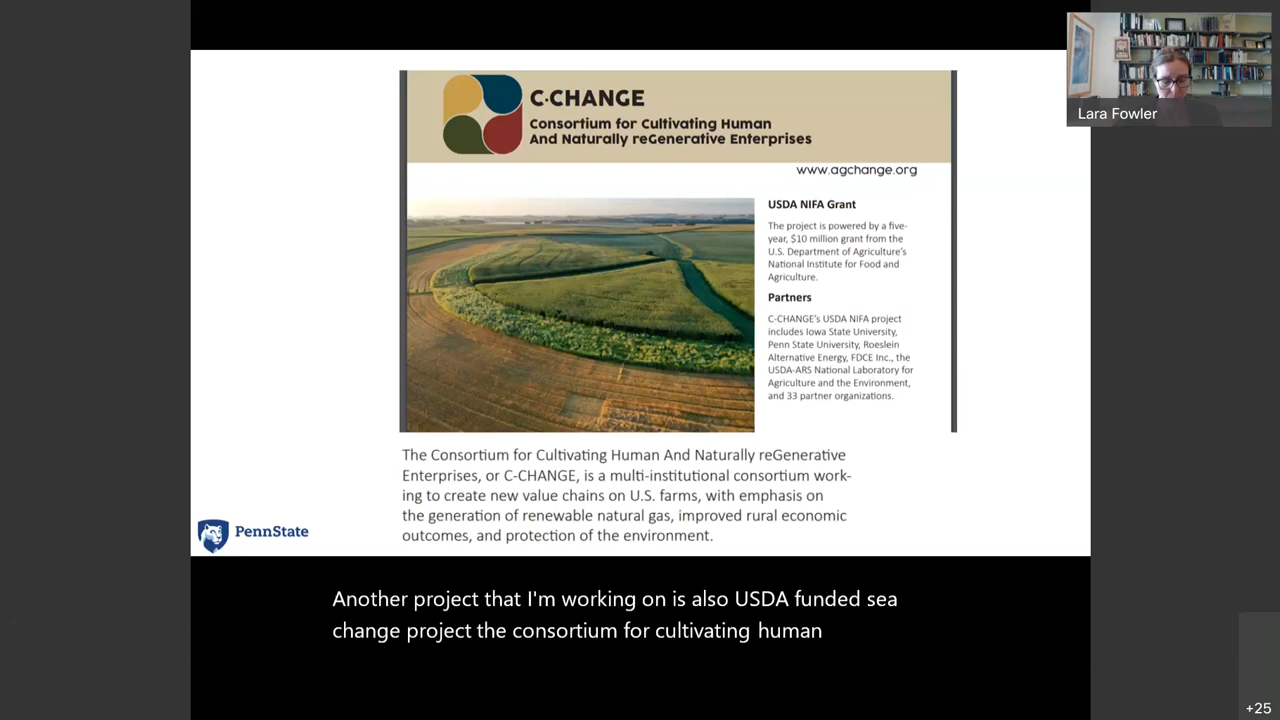 C·CHANGE
Consortium for Cultivating Human
And Naturally reGenerative Enterprises
www.agchange.org
USDA NIFA Grant
The project is powered by a five-
year, $10 million grant from the
U.S. Department of Agriculture's
National Institute for Food and
Agriculture.
Partners
C-CHANGE's USDA NIFA project
includes Iowa State University,
Penn State University, Roeslein
Alternative Energy, FDCE Inc., the
USDA-ARS National Laboratory for
Agriculture and the Environment,
and 33 partner organizations.
The Consortium for Cultivating Human And Naturally reGenerative
Enterprises, or C-CHANGE, is a multi-institutional consortium work-
ing to create new value chains on U.S. farms, with emphasis on
the generation of renewable natural gas, improved rural economic
outcomes, and protection of the environment.
PennState
Another project that I'm working on is also USDA funded sea
change project the consortium for cultivating human
Lara Fowler
+25